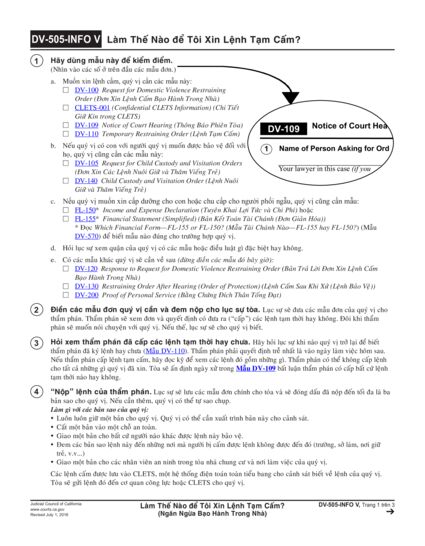 DV-505-INFO V Làm Thế Nào để Tôi Xin Lệnh Tạm Cấm?
1 Hãy dùng mẫu này để kiểm điểm.
(Nhìn vào các số ở trên đầu các mẫu đơn.)
a. Muốn xin lệnh cấm, quý vị cần các mẫu này:
☐ DV-100 Request for Domestic Violence Restraining
Order (Đơn Xin Lệnh Cấm Bạo Hành Trong Nhà)
☐ CLETS-001 (Confidential CLETS Information) (Chi Tiết
Giữ Kín trong CLETS)
☐ DV-109 Notice of Court Hearing (Thông Báo Phiên Tòa)
☐ DV-110 Temporary Restraining Order (Lệnh Tạm Cấm)
b. Nếu quý vị có con với người quý vị muốn được bảo vệ đối với
họ, quý vị cũng cần các mẫu này:
☐ DV-105 Request for Child Custody and Visitation Orders
(Đơn Xin Các Lệnh Nuôi Giữ và Thăm Viếng Trẻ)
☐ DV-140 Child Custody and Visitation Order (Lệnh Nuôi
Giữ và Thăm Viếng Trẻ)
DV-109 Notice of Court Hea
1 Name of Person Asking for Ord
Your lawyer in this case (if you
c. Nếu quý vị muốn xin cấp dưỡng cho con hoặc chu cấp cho người phối ngẫu, quý vị cũng cần mẫu:
☐ FL-150* Income and Expense Declaration (Tuyên Khai Lợi Tức và Chi Phí) hoặc
☐ FL-155* Financial Statement (Simplified) (Bản Kết Toán Tài Chánh (Đơn Giản Hóa))
* Đọc Which Financial Form—FL-155 or FL-150? (Mẫu Tài Chánh Nào—FL-155 hay FL-150?) (Mẫu
DV-570) để biết mẫu nào đúng cho trường hợp quý vị.
d. Hỏi lục sự xem quận của quý vị có các mẫu hoặc điều luật gì đặc biệt hay không.
e. Có các mẫu khác quý vị sẽ cần về sau (đừng điền các mẫu đó bây giờ):
☐ DV-120 Response to Request for Domestic Violence Restraining Order (Bản Trả Lời Đơn Xin Lệnh Cấm
Bạo Hành Trong Nhà)
☐ DV-130 Restraining Order After Hearing (Order of Protection) (Lệnh Cấm Sau Khi Xử (Lệnh Bảo Vệ))
☐ DV-200 Proof of Personal Service (Bằng Chứng Đích Thân Tống Đạt)
2 Điền các mẫu đơn quý vị cần và đem nộp cho lục sự tòa. Lục sự sẽ đưa các mẫu đơn của quý vị cho
thẩm phán. Thẩm phán sẽ xem đơn và quyết định có đưa ra ("cấp") các lệnh tạm thời hay không. Đôi khi thẩm
phán sẽ muốn nói chuyện với quý vị. Nếu thế, lục sự sẽ cho quý vị biết.
3 Hỏi xem thẩm phán đã cấp các lệnh tạm thời hay chưa. Hãy hỏi lục sự khi nào quý vị trở lại để biết
thẩm phán đã ký lệnh hay chưa (Mẫu DV-110). Thẩm phán phải quyết định trễ nhất là vào ngày làm việc hôm sau.
Nếu thẩm phán cấp lệnh tạm cấm, hãy đọc kỹ để xem các lệnh đó gồm những gì. Thẩm phán có thể không cấp lệnh
cho tất cả những gì quý vị đã xin. Tòa sẽ ấn định ngày xử trong Mẫu DV-109 bất luận thẩm phán có cấp bất cứ lệnh
tạm thời nào hay không.
4 "Nộp" lệnh của thẩm phán. Lục sự sẽ lưu các mẫu đơn chính cho tòa và sẽ đóng dấu đã nộp đến tối đa là ba
bản sao cho quý vị. Nếu cần thêm, quý vị có thể tự sao chụp.
Làm gì với các bản sao của quý vị:
• Luôn luôn giữ một bản cho quý vị. Quý vị có thể cần xuất trình bản này cho cảnh sát.
• Cất một bản vào một chỗ an toàn.
• Giao một bản cho bất cứ người nào khác được lệnh này bảo vệ.
• Đem các bản sao lệnh này đến những nơi mà người bị cấm được lệnh không được đến đó (trường, sở làm, nơi giữ
trẻ, v.v...)
• Giao một bản cho các nhân viên an ninh trong tòa nhà chung cư và nơi làm việc của quý vị.
Các lệnh cấm được lưu vào CLETS, một hệ thống điện toán toàn tiểu bang cho cảnh sát biết về lệnh của quý vị.
Tòa sẽ gửi lệnh đó đến cơ quan công lực hoặc CLETS cho quý vị.
Judicial Council of California
www.courts.ca.gov
Revised July 1, 2016
Làm Thế Nào để Tôi Xin Lệnh Tạm Cấm?
(Ngăn Ngừa Bạo Hành Trong Nhà)
DV-505-INFO V, Trang 1 trên 3